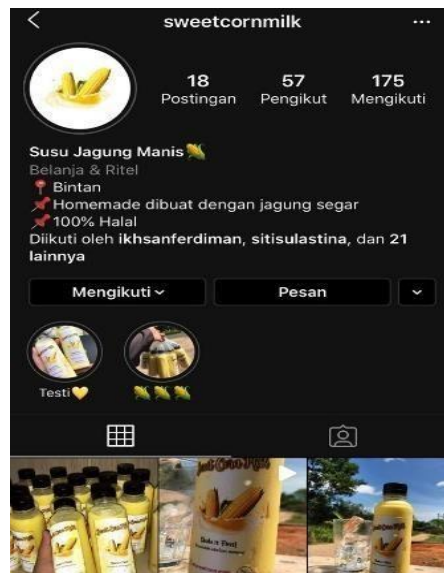 sweetcornmilk
18 57 175
Postingan Pengikut Mengikuti
Susu Jagung Manis🌽
Belanja & Ritel
📍 Bintan
📌Homemade dibuat dengan jagung segar
📌100% Halal
Diikuti oleh ikhsanferdiman, sitisulastina, dan 21
lainnya
Mengikuti Pesan
Testi💛 🌽🌽🌽